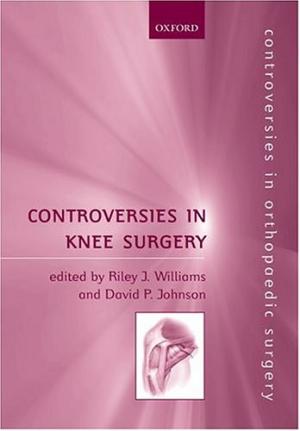 OXFORD
controversies in orthopaedic surgery
CONTROVERSIES IN
KNEE SURGERY
edited by Riley J. Williams
and David P. Johnson